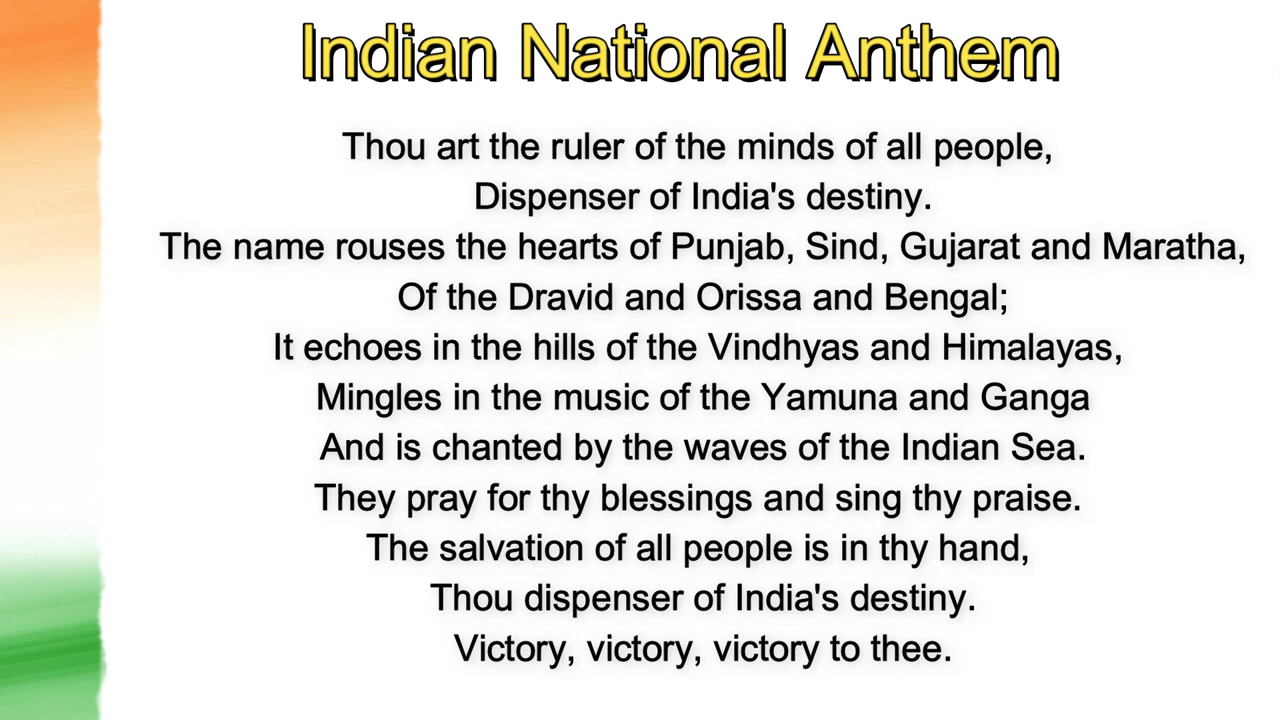 Indian National Anthem
Thou art the ruler of the minds of all people,
Dispenser of India's destiny.
The name rouses the hearts of Punjab, Sind, Gujarat and Maratha,
Of the Dravid and Orissa and Bengal;
It echoes in the hills of the Vindhyas and Himalayas,
Mingles in the music of the Yamuna and Ganga
And is chanted by the waves of the Indian Sea.
They pray for thy blessings and sing thy praise.
The salvation of all people is in thy hand,
Thou dispenser of India's destiny.
Victory, victory, victory to thee.